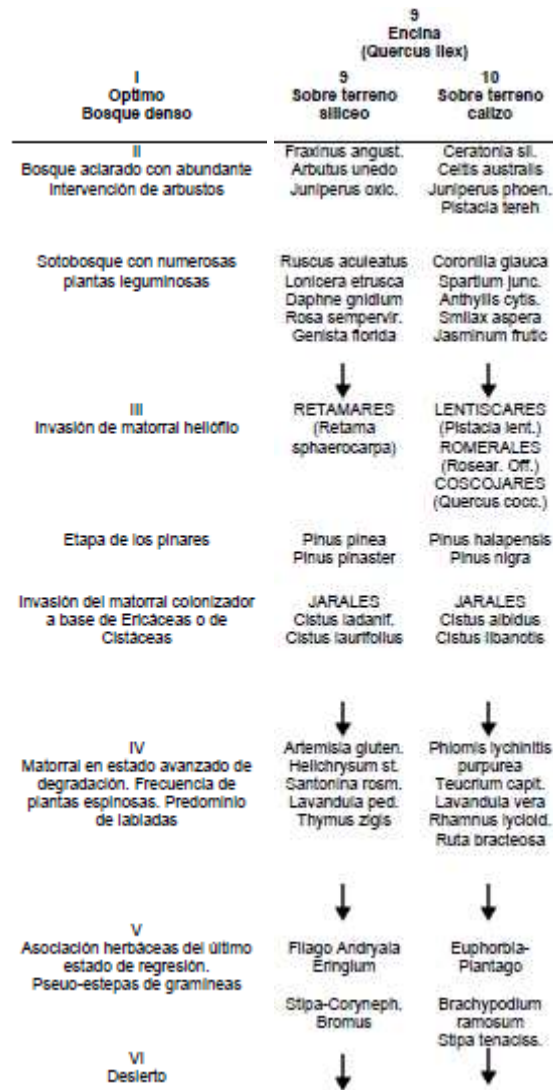 9
Encina
(Quercus Ilex)
I
Optimo
Bosque denso
9
Sobre terreno
silíceo
10
Sobre terreno
calizo
II
Bosque aclarado con abundante
Intervención de arbustos
Fraxinus angust.
Arbutus unedo
Juniperus oxic.
Ceratonia sil.
Celtis australis
Juniperus phoen.
Pistacia tereh
Sotobosque con numerosas
plantas leguminosas
Ruscus aculeatus
Lonicera etrusca
Daphne gnidium
Rosa sempervir.
Genista florida
Coronilla glauca
Spartium junc.
Anthyllis cytis.
Smilax aspera
Jasminum frutic
III
Invasión de matorral heliófilo
RETAMARES
(Retama
sphaerocarpa)
LENTISCARES
(Pistacia lent.)
ROMERALES
(Rosear. Off.)
COSCOJARES
(Quercus cocc.)
Etapa de los pinares
Pinus pinea
Pinus pinaster
Pinus halapensis
Pinus nigra
Invasión del matorral colonizador
a base de Ericáceas o de
Cistáceas
JARALES
Cistus ladanif.
Cistus laurifolius
JARALES
Cistus albidus
Cistus libanotis
IV
Matorral en estado avanzado de
degradación. Frecuencia de
plantas espinosas. Predominio
de labiadas
Artemisia gluten.
Helichrysum st.
Santonina rosm.
Lavandula ped.
Thymus zigis
Phlomis lychinitis
purpurea
Teucrium capit.
Lavandula vera
Rhamnus lycioid.
Ruta bracteosa
V
Asociación herbáceas del último
estado de regresión.
Pseuo-estepas de gramíneas
Filago Andryala
Eringium
Euphorbia-
Plantago
Stipa-Coryneph.
Bromus
Brachypodium
ramosum
Stipa tenaciss.
VI
Desierto